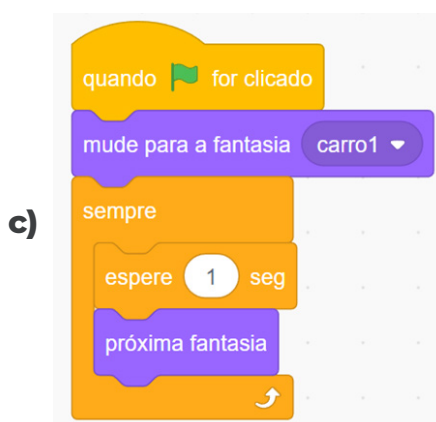 quando for clicado
mude para a fantasia carro1
c)
sempre
espere 1 seg
próxima fantasia